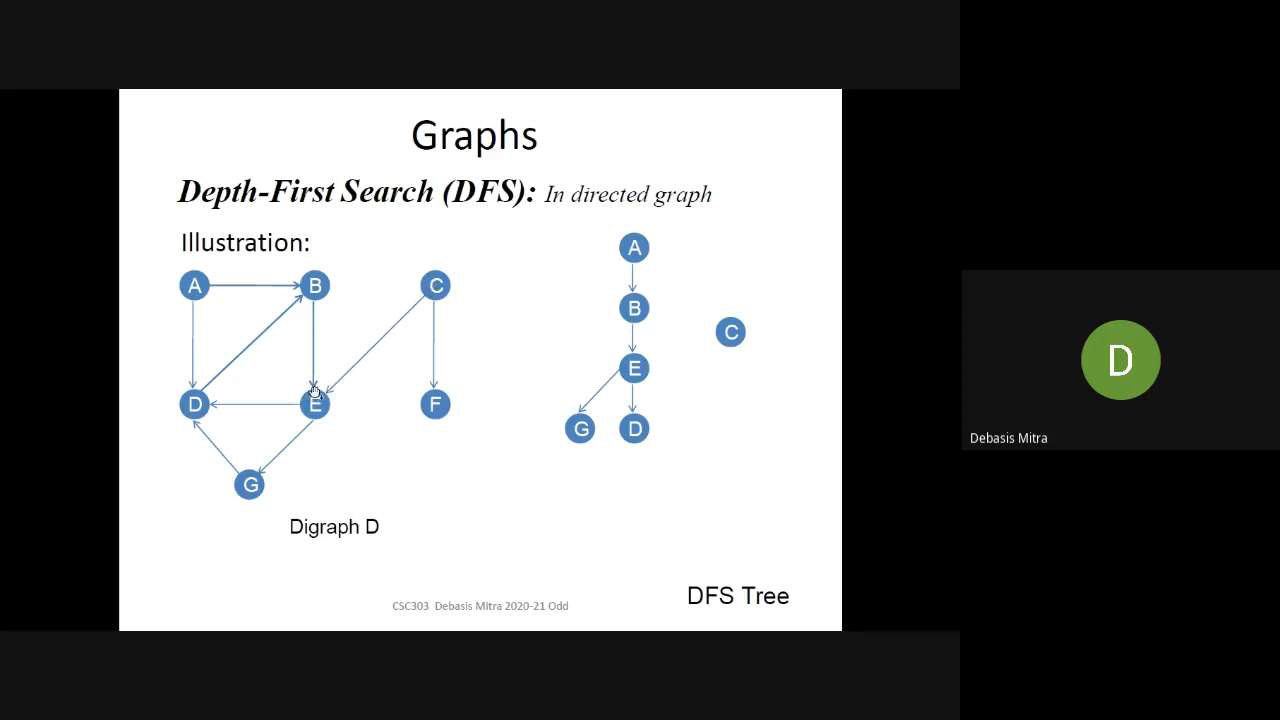 Graphs
Depth-First Search (DFS): In directed graph
Illustration:
A B C
D E F
G
Digraph D
A
B
C
E
G D
DFS Tree
CSC303 Debasis Mitra 2020-21 Odd
D
Debasis Mitra